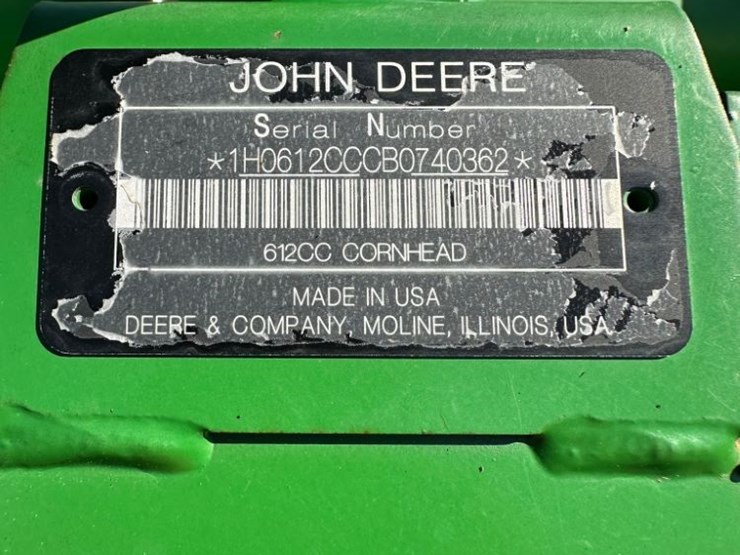 JOHN DEERE
Serial Number
*1H0612CCCB0740362*
612CC CORNHEAD
MADE IN USA
DEERE & COMPANY, MOLINE, ILLINOIS, USA